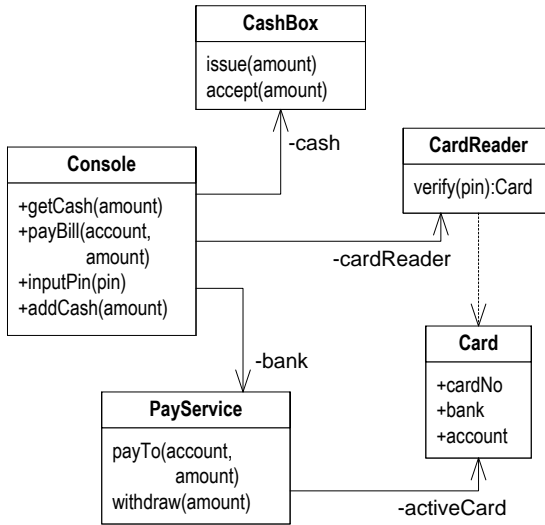 CashBox
issue(amount)
accept(amount)
-cash
CardReader
verify(pin):Card
Console
+getCash(amount)
+payBill(account,
amount)
+inputPin(pin)
+addCash(amount)
-cardReader
-bank
Card
+cardNo
+bank
+account
PayService
payTo(account,
amount)
withdraw(amount)
-activeCard